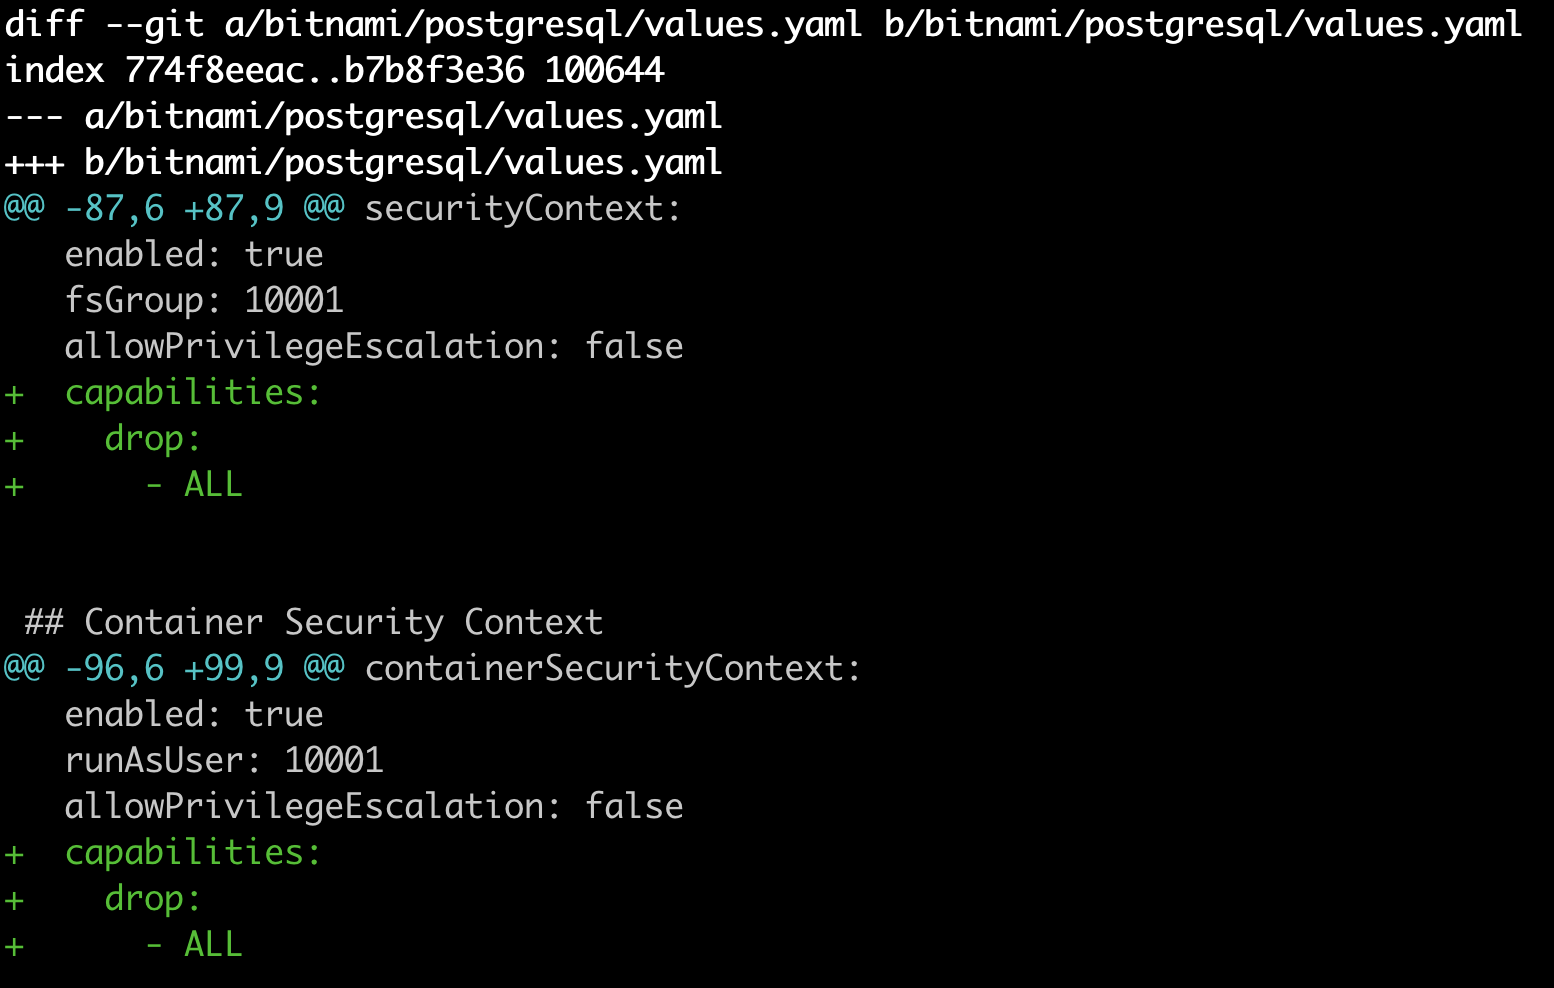 diff --git a/bitnami/postgresql/values.yaml b/bitnami/postgresql/values.yaml
index 774f8eeac..b7b8f3e36 100644
--- a/bitnami/postgresql/values.yaml
+++ b/bitnami/postgresql/values.yaml
@@ -87,6 +87,9 @@ securityContext:
   enabled: true
   fsGroup: 10001
   allowPrivilegeEscalation: false
+  capabilities:
+    drop:
+      - ALL
 ## Container Security Context
@@ -96,6 +99,9 @@ containerSecurityContext:
   enabled: true
   runAsUser: 10001
   allowPrivilegeEscalation: false
+  capabilities:
+    drop:
+      - ALL